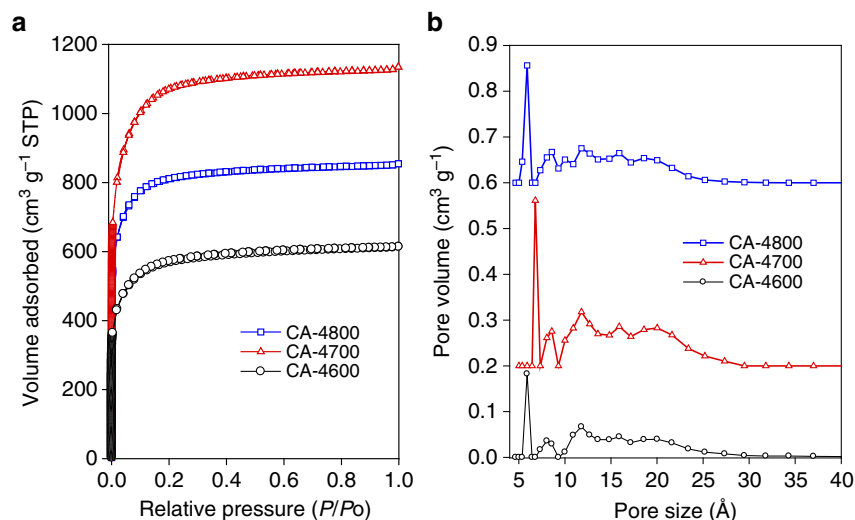 a
1200
1000
800
600
400
200
0
Volume adsorbed (cm³ g⁻¹ STP)
CA-4800
CA-4700
CA-4600
0.0 0.2 0.4 0.6 0.8 1.0
Relative pressure (P/Po)
b
0.9
0.8
0.7
0.6
0.5
0.4
0.3
0.2
0.1
0.0
Pore volume (cm³ g⁻¹)
CA-4800
CA-4700
CA-4600
5 10 15 20 25 30 35 40
Pore size (Å)